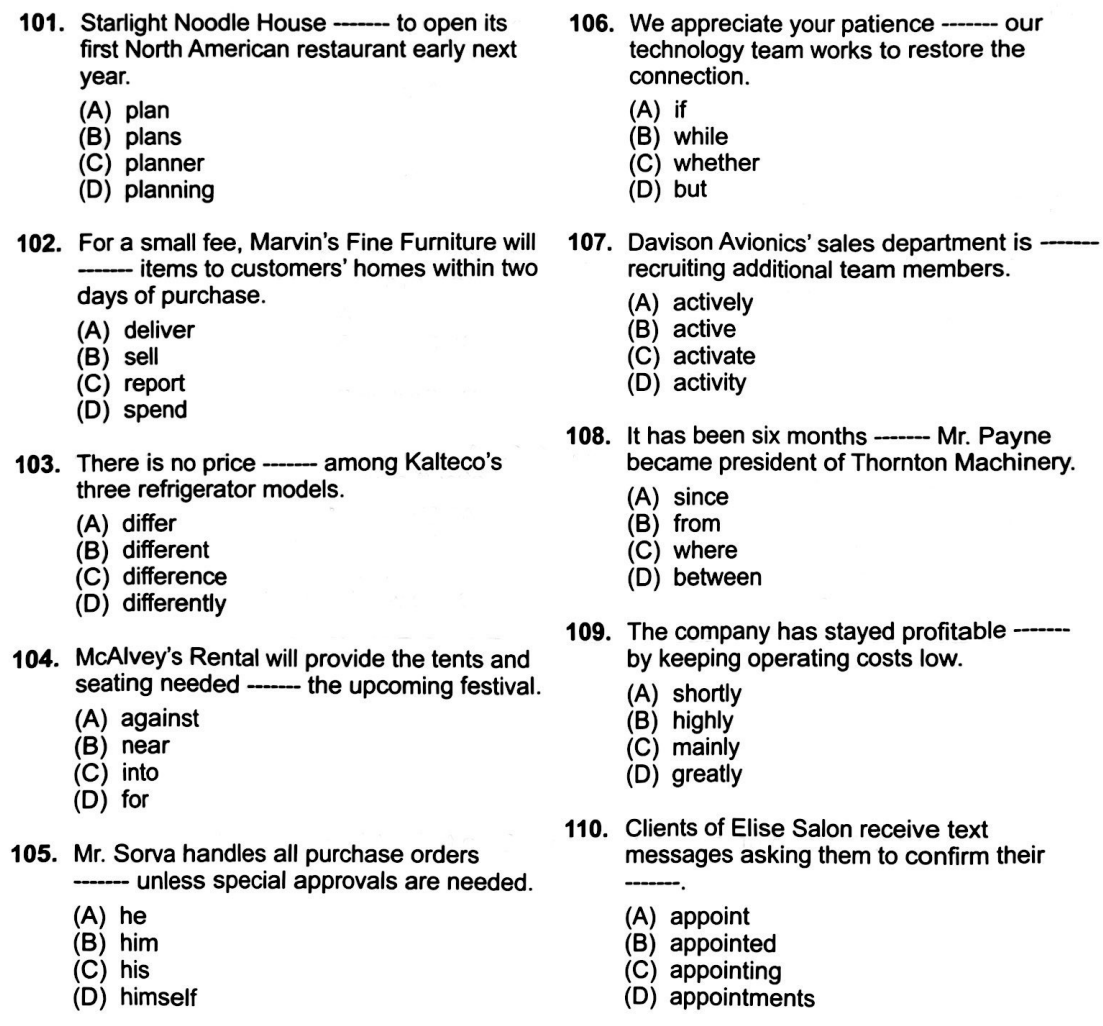 101. Starlight Noodle House ------- to open its
first North American restaurant early next
year.
(A) plan
(B) plans
(C) planner
(D) planning
102. For a small fee, Marvin's Fine Furniture will
------- items to customers' homes within two
days of purchase.
(A) deliver
(B) sell
(C) report
(D) spend
103. There is no price ------- among Kalteco's
three refrigerator models.
(A) differ
(B) different
(C) difference
(D) differently
104. McAlvey's Rental will provide the tents and
seating needed ------- the upcoming festival.
(A) against
(B) near
(C) into
(D) for
105. Mr. Sorva handles all purchase orders
------- unless special approvals are needed.
(A) he
(B) him
(C) his
(D) himself
106. We appreciate your patience ------- our
technology team works to restore the
connection.
(A) if
(B) while
(C) whether
(D) but
107. Davison Avionics' sales department is -------
recruiting additional team members.
(A) actively
(B) active
(C) activate
(D) activity
108. It has been six months ------- Mr. Payne
became president of Thornton Machinery.
(A) since
(B) from
(C) where
(D) between
109. The company has stayed profitable -------
by keeping operating costs low.
(A) shortly
(B) highly
(C) mainly
(D) greatly
110. Clients of Elise Salon receive text
messages asking them to confirm their
-------.
(A) appoint
(B) appointed
(C) appointing
(D) appointments